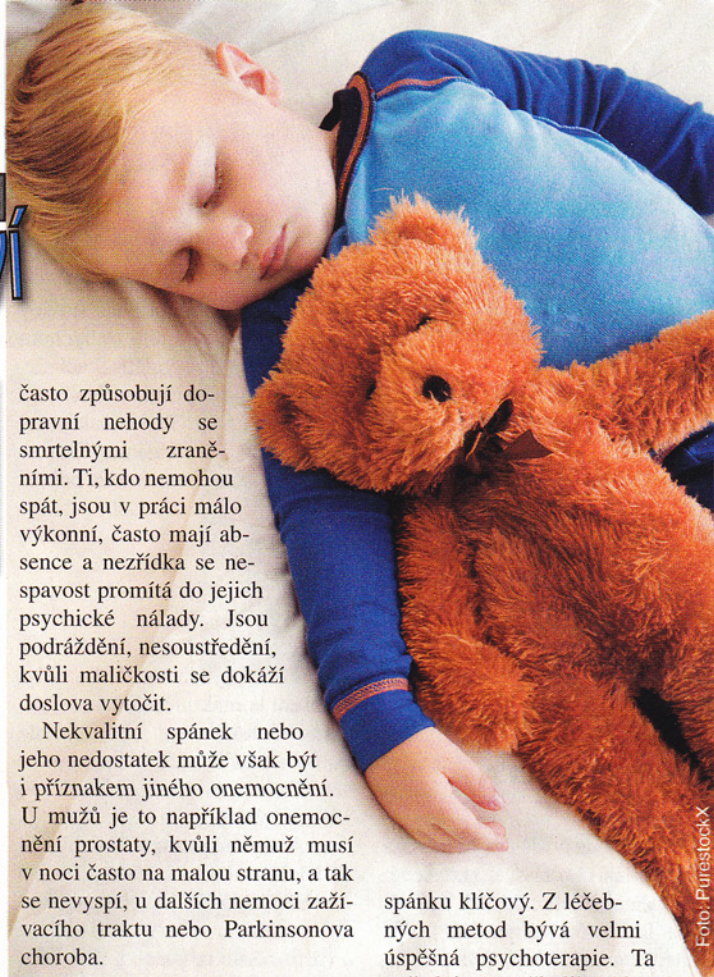 často způsobují do-
pravní nehody se
smrtelnými zraně-
ními. Ti, kdo nemohou
spát, jsou v práci málo
výkonní, často mají ab-
sence a nezřídka se ne-
spavost promítá do jejich
psychické nálady. Jsou
podráždění, nesoustředění,
kvůli maličkosti se dokáží
doslova vytočit.
Nekvalitní spánek nebo
jeho nedostatek může však být
i příznakem jiného onemocnění.
U mužů je to například onemoc-
nění prostaty, kvůli němuž musí
v noci často na malou stranu, a tak
se nevyspí, u dalších nemoci zaží-
vacího traktu nebo Parkinsonova
choroba.
spánku klíčový. Z léčeb-
ných metod bývá velmi
úspěšná psychoterapie. Ta
Foto: PurestockX